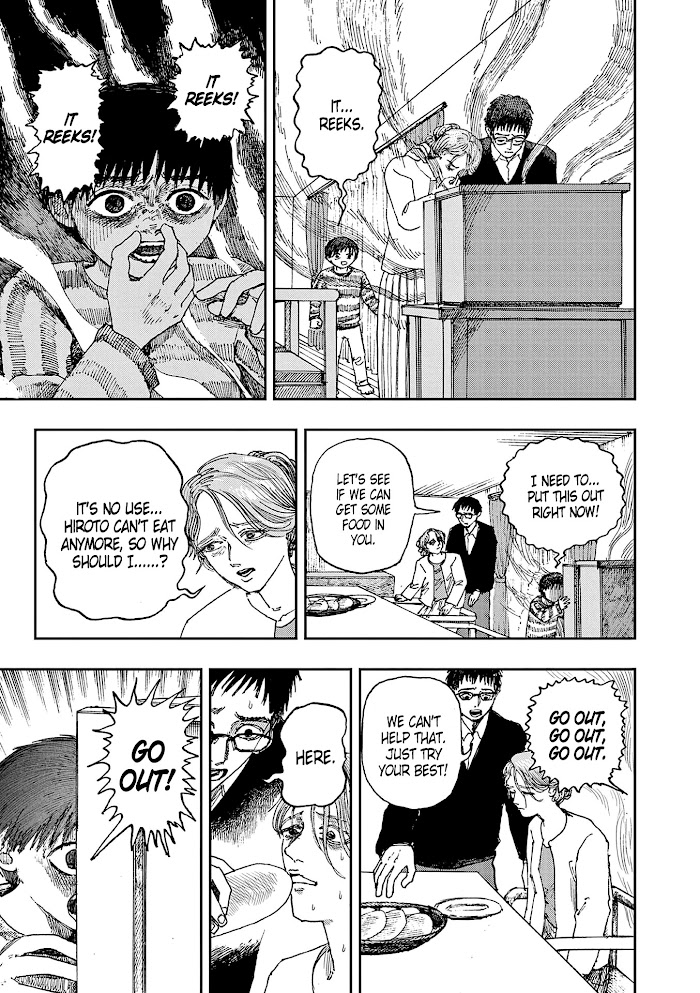 IT...
REEKS.
IT
REEKS!
IT
REEKS!
I NEED TO...
PUT THIS OUT
RIGHT NOW!
LET'S SEE
IF WE CAN
GET SOME
FOOD IN
YOU.
IT'S NO USE...
HIROTO CAN'T EAT
ANYMORE, SO WHY
SHOULD I......?
GO OUT,
GO OUT,
GO OUT.
WE CAN'T
HELP THAT.
JUST TRY
YOUR BEST!
HERE.
GO
OUT!